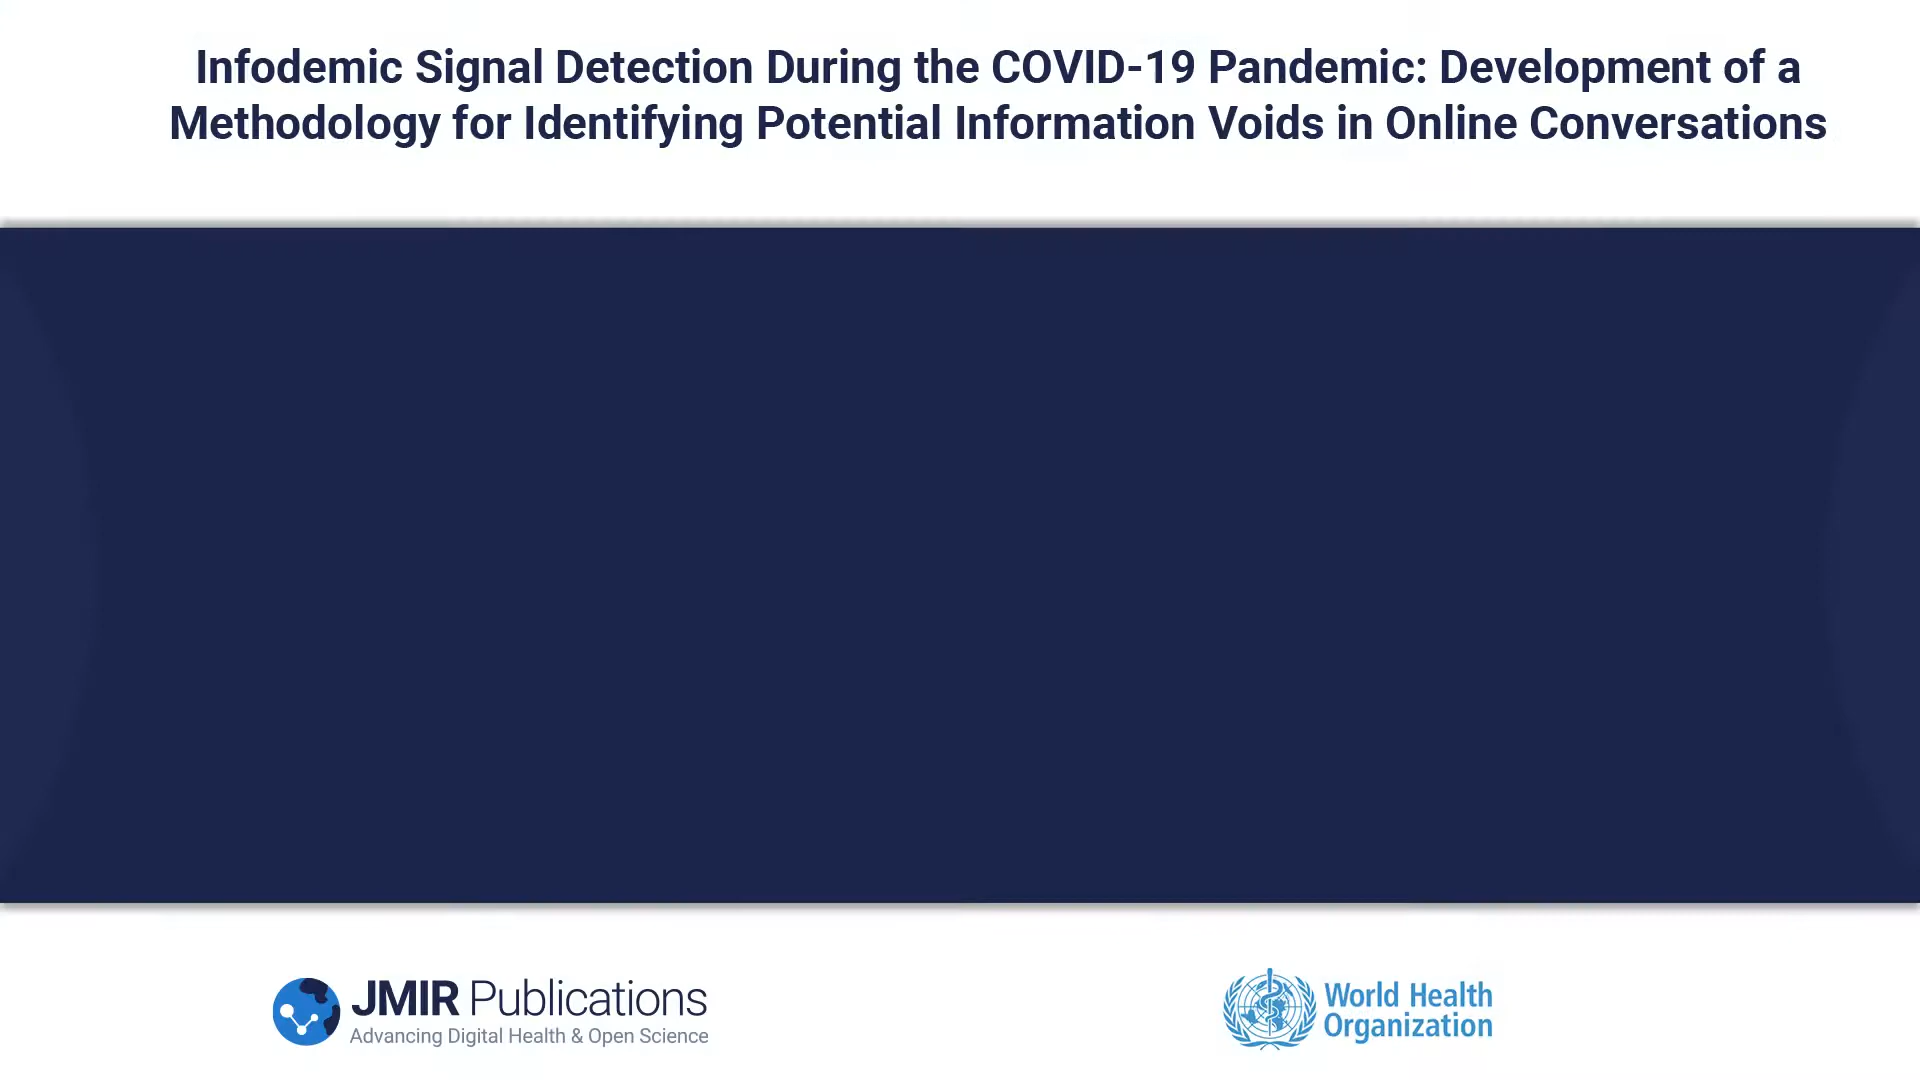 Infodemic Signal Detection During the COVID-19 Pandemic: Development of a
Methodology for Identifying Potential Information Voids in Online Conversations
JMIR Publications
Advancing Digital Health & Open Science
World Health
Organization